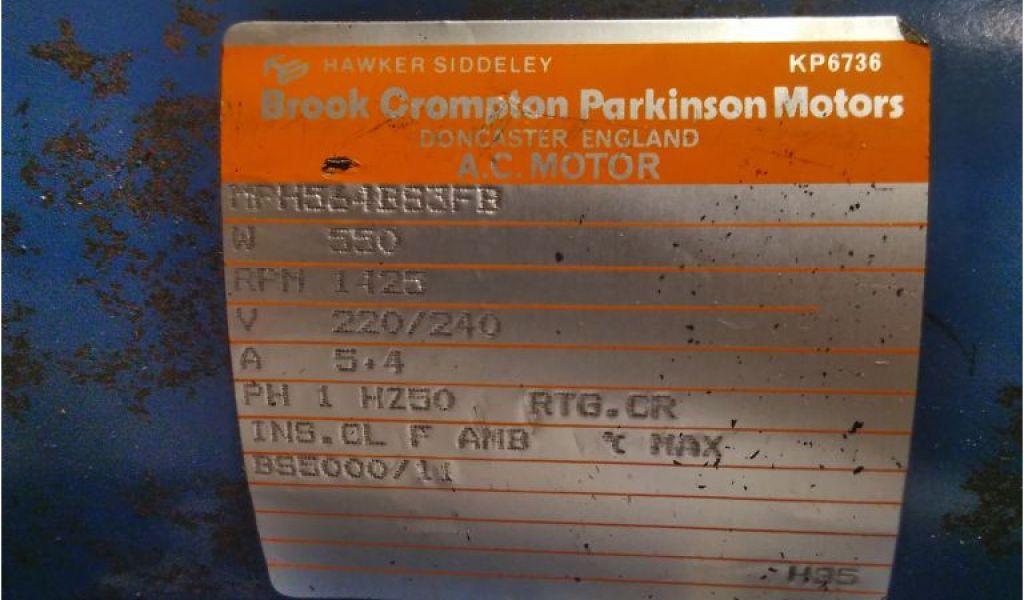 HAWKER SIDDELEY KP6736
Brook Crompton Parkinson Motors
DONCASTER ENGLAND
A.C. MOTOR
W 550
RPM 1425
V 220/240
A 5.4
PH 1 HZ50 RTG.CR
INS.CL F AMB °C MAX
BS5000/11